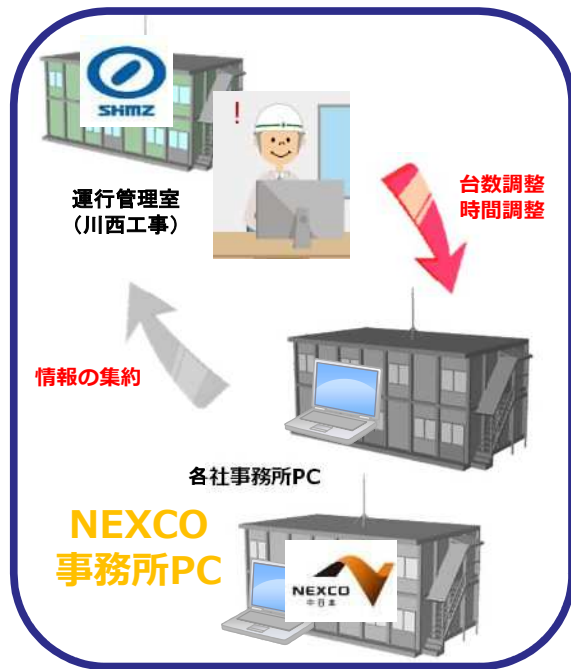 SHMZ
!
運行管理室
（川西工事）
台数調整
時間調整
情報の集約
各社事務所PC
NEXCO
事務所PC
NEXCO
中日本